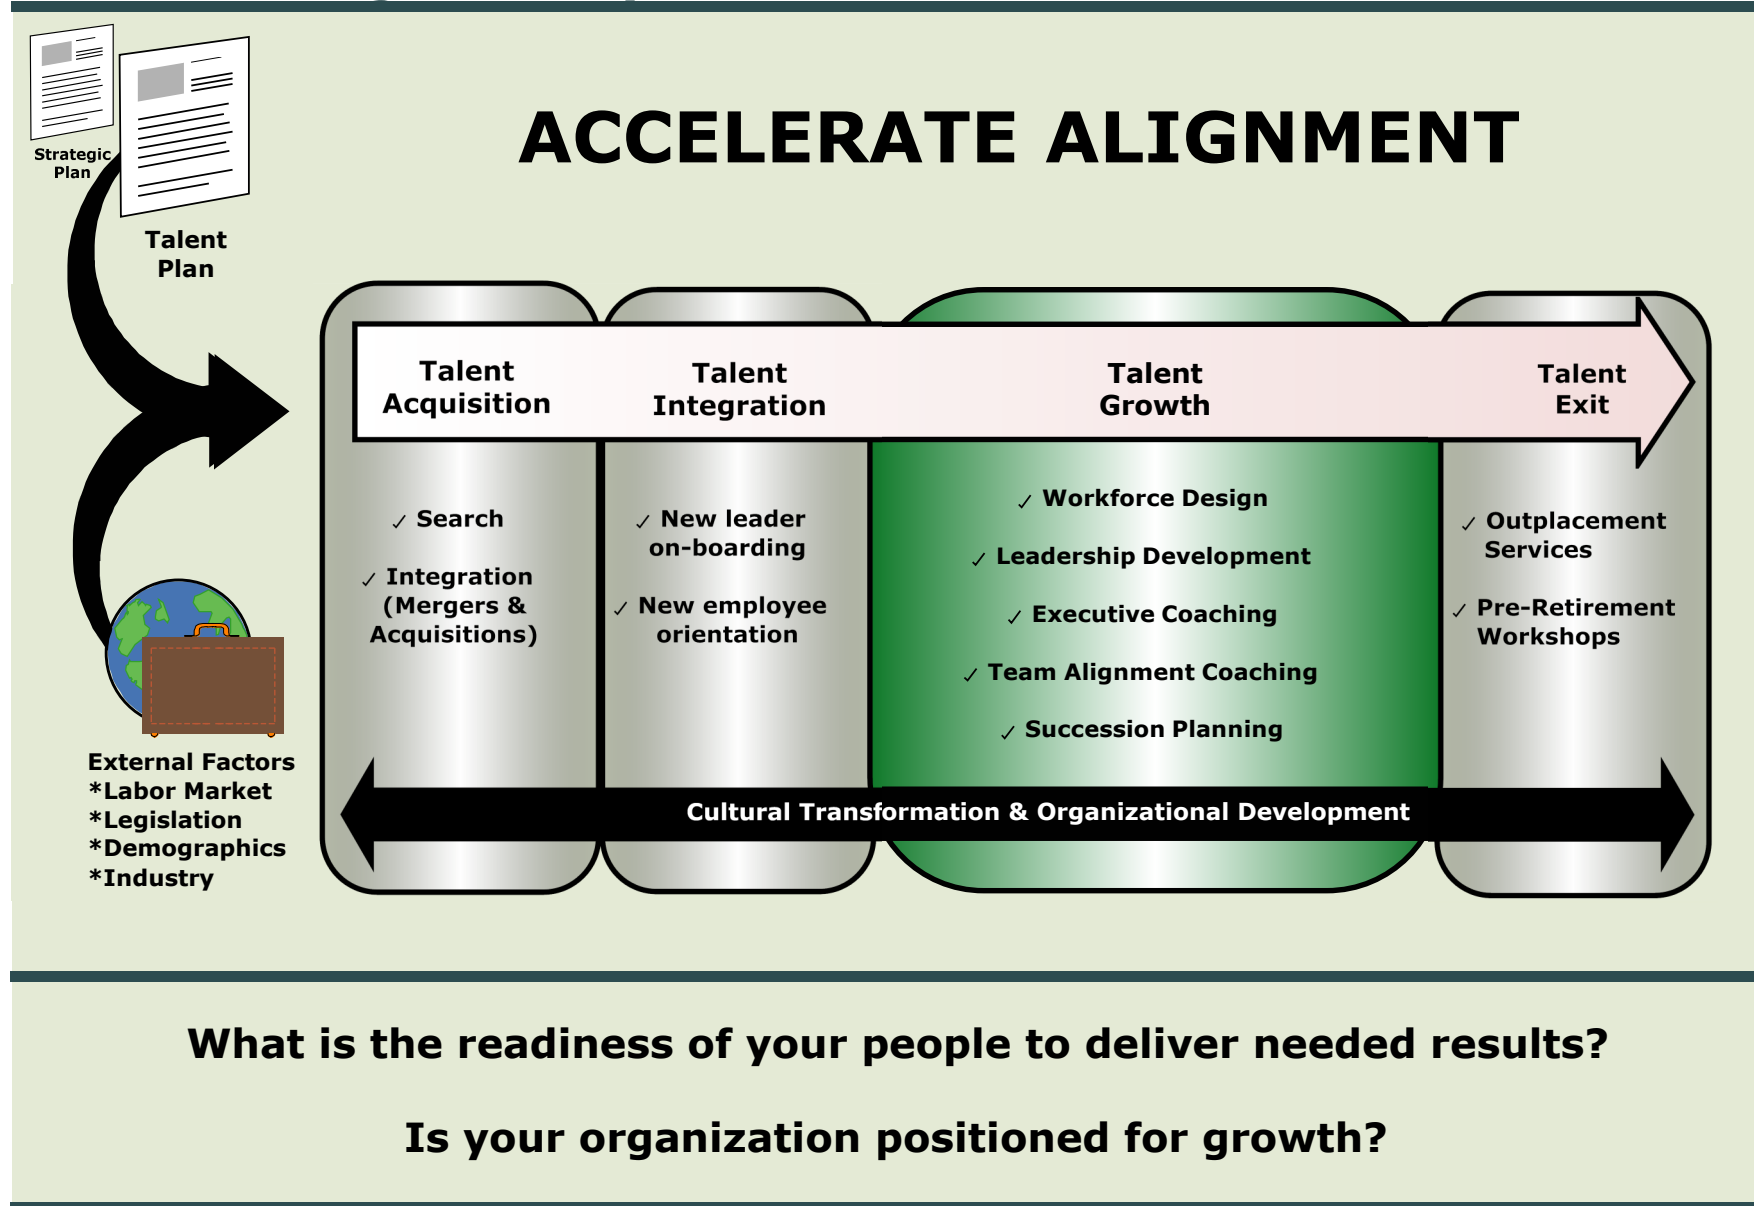 ACCELERATE ALIGNMENT
Strategic
Plan
Talent
Plan
External Factors
*Labor Market
*Legislation
*Demographics
*Industry
Talent
Acquisition
✓ Search
✓ Integration
(Mergers &
Acquisitions)
Talent
Integration
✓ New leader
on-boarding
✓ New employee
orientation
Talent
Growth
✓ Workforce Design
✓ Leadership Development
✓ Executive Coaching
✓ Team Alignment Coaching
✓ Succession Planning
Talent
Exit
✓ Outplacement
Services
✓ Pre-Retirement
Workshops
Cultural Transformation & Organizational Development
What is the readiness of your people to deliver needed results?
Is your organization positioned for growth?